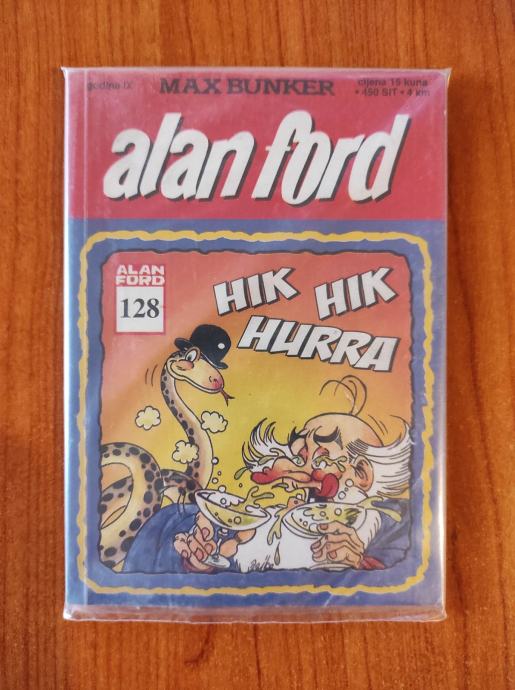 godina IX
MAX BUNKER
cijena 15 kuna
• 450 SIT • 4 km
alan ford
ALAN
FORD
128
HIK HIK
HURRA